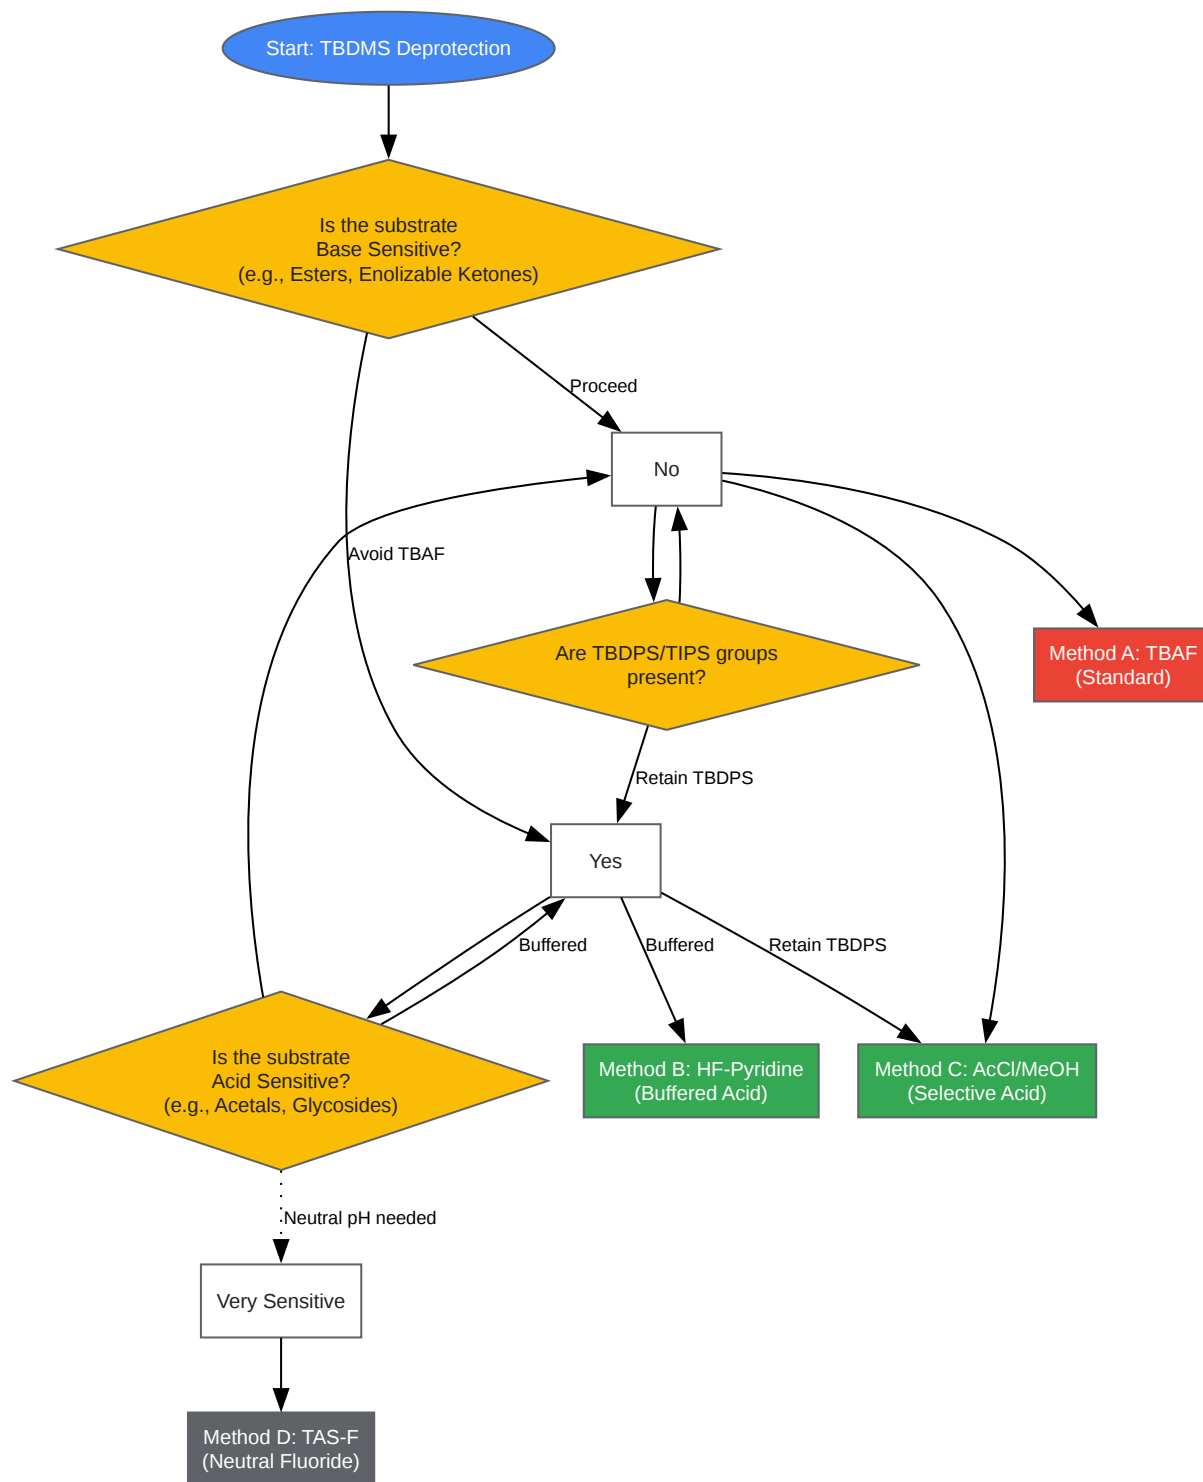 Start: TBDMS Deprotection
Is the substrate
Base Sensitive?
(e.g., Esters, Enolizable Ketones)
Proceed
No
Avoid TBAF
Are TBDPS/TIPS groups
present?
Method A: TBAF
(Standard)
Retain TBDPS
Yes
Buffered
Buffered
Retain TBDPS
Is the substrate
Acid Sensitive?
(e.g., Acetals, Glycosides)
Method B: HF-Pyridine
(Buffered Acid)
Method C: AcCl/MeOH
(Selective Acid)
Neutral pH needed
Very Sensitive
Method D: TAS-F
(Neutral Fluoride)